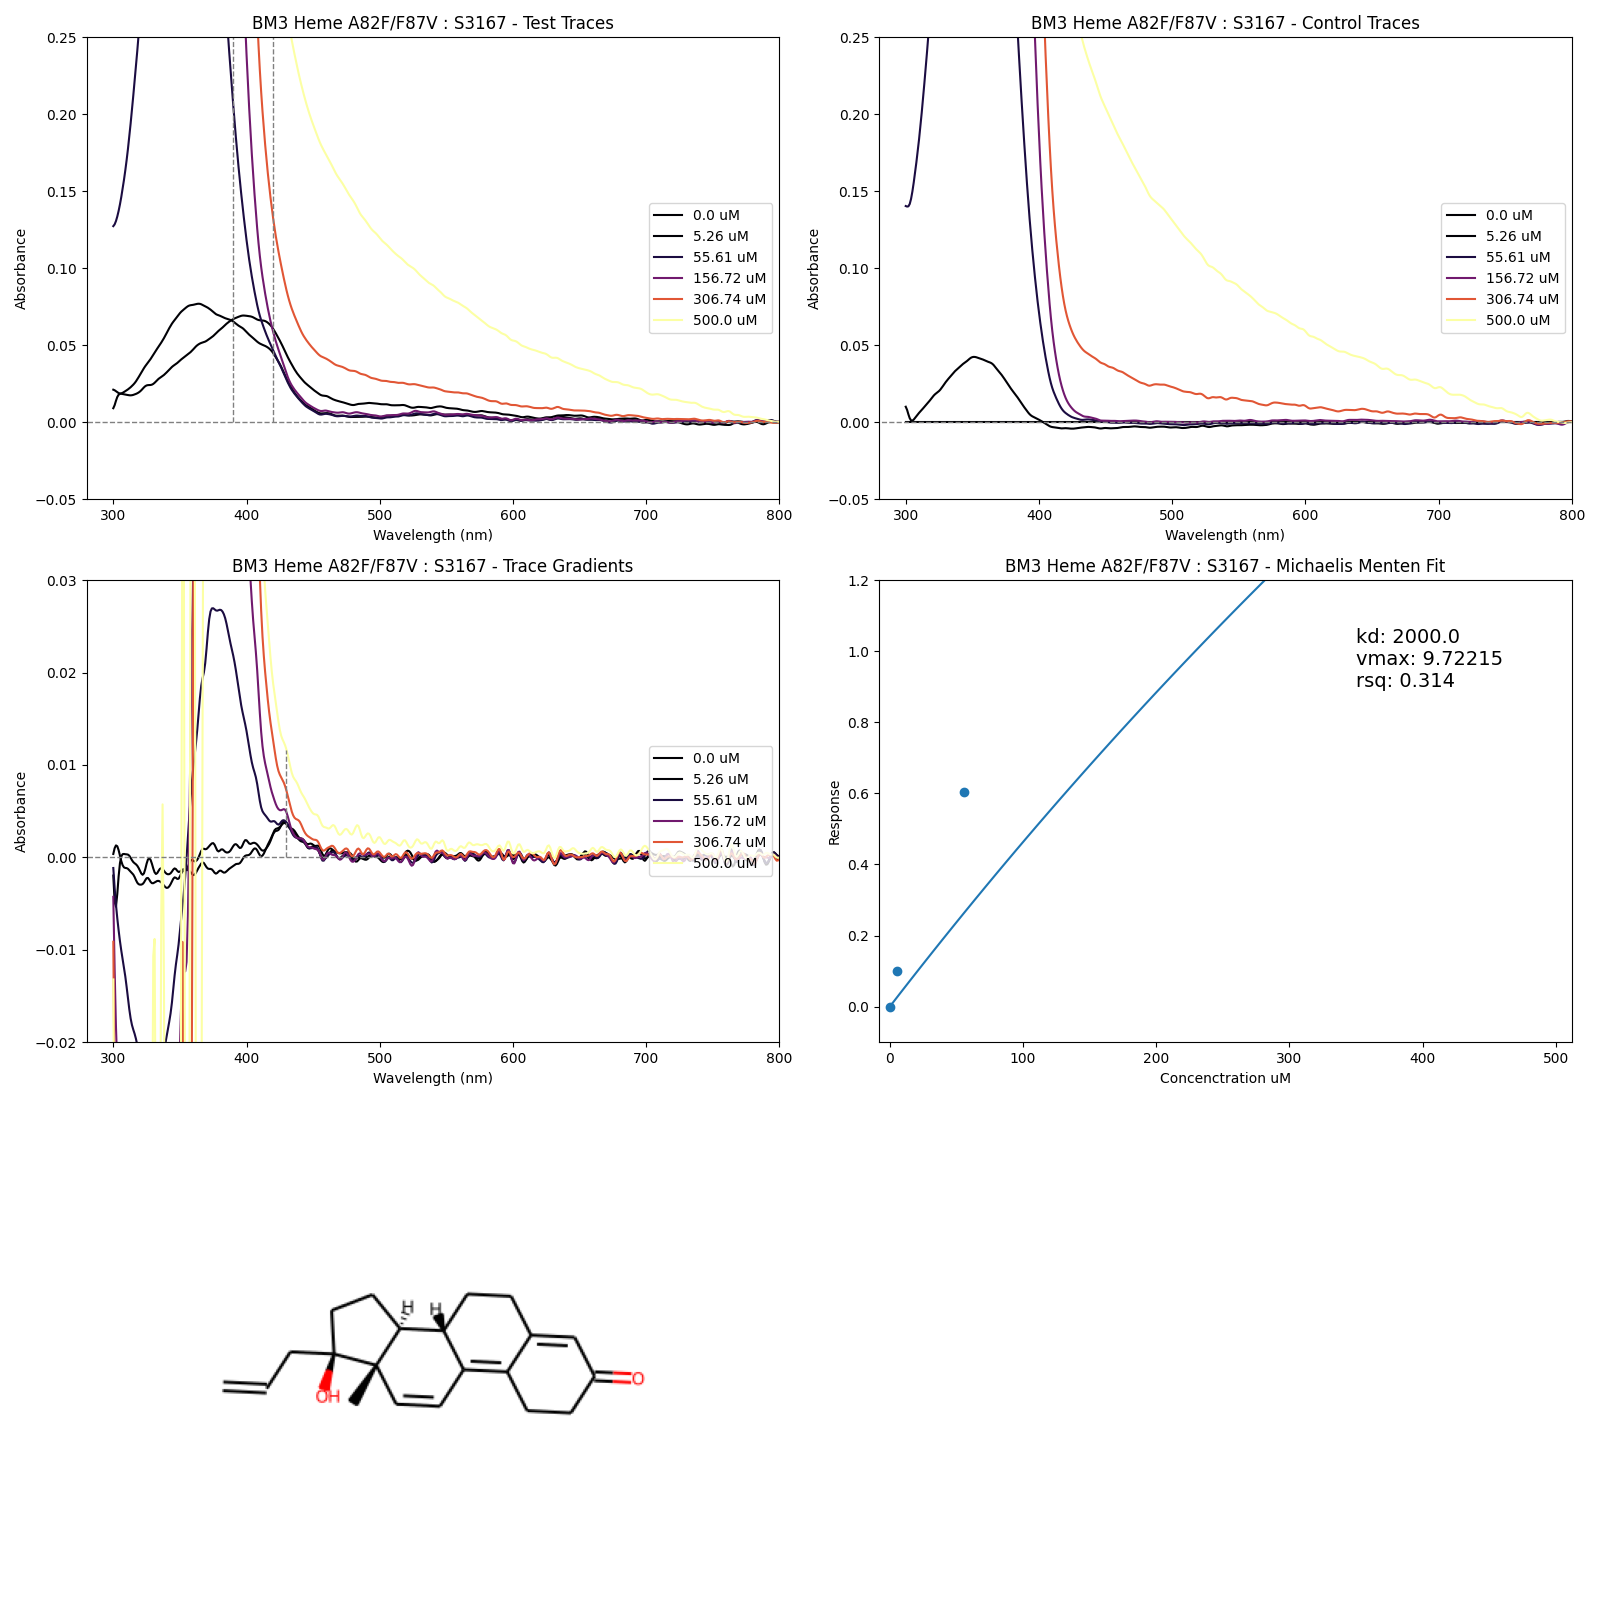 BM3 Heme A82F/F87V : S3167 - Test Traces
0.25
0.20
0.15
0.10
0.05
0.00
−0.05
Absorbance
300 400 500 600 700 800
Wavelength (nm)
0.0 uM
5.26 uM
55.61 uM
156.72 uM
306.74 uM
500.0 uM
BM3 Heme A82F/F87V : S3167 - Control Traces
0.25
0.20
0.15
0.10
0.05
0.00
−0.05
Absorbance
300 400 500 600 700 800
Wavelength (nm)
0.0 uM
5.26 uM
55.61 uM
156.72 uM
306.74 uM
500.0 uM
BM3 Heme A82F/F87V : S3167 - Trace Gradients
0.03
0.02
0.01
0.00
−0.01
−0.02
Absorbance
300 400 500 600 700 800
Wavelength (nm)
0.0 uM
5.26 uM
55.61 uM
156.72 uM
306.74 uM
500.0 uM
BM3 Heme A82F/F87V : S3167 - Michaelis Menten Fit
1.2
1.0
0.8
0.6
0.4
0.2
0.0
Response
0 100 200 300 400 500
Concenctration uM
kd: 2000.0
vmax: 9.72215
rsq: 0.314
H H
OH
O